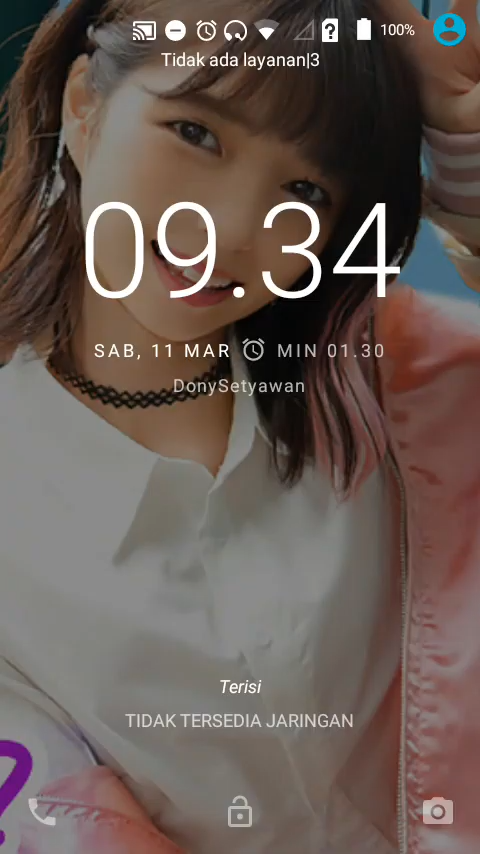 100%
Tidak ada layanan|3
09.34
SAB, 11 MAR MIN 01.30
DonySetyawan
Terisi
TIDAK TERSEDIA JARINGAN
?